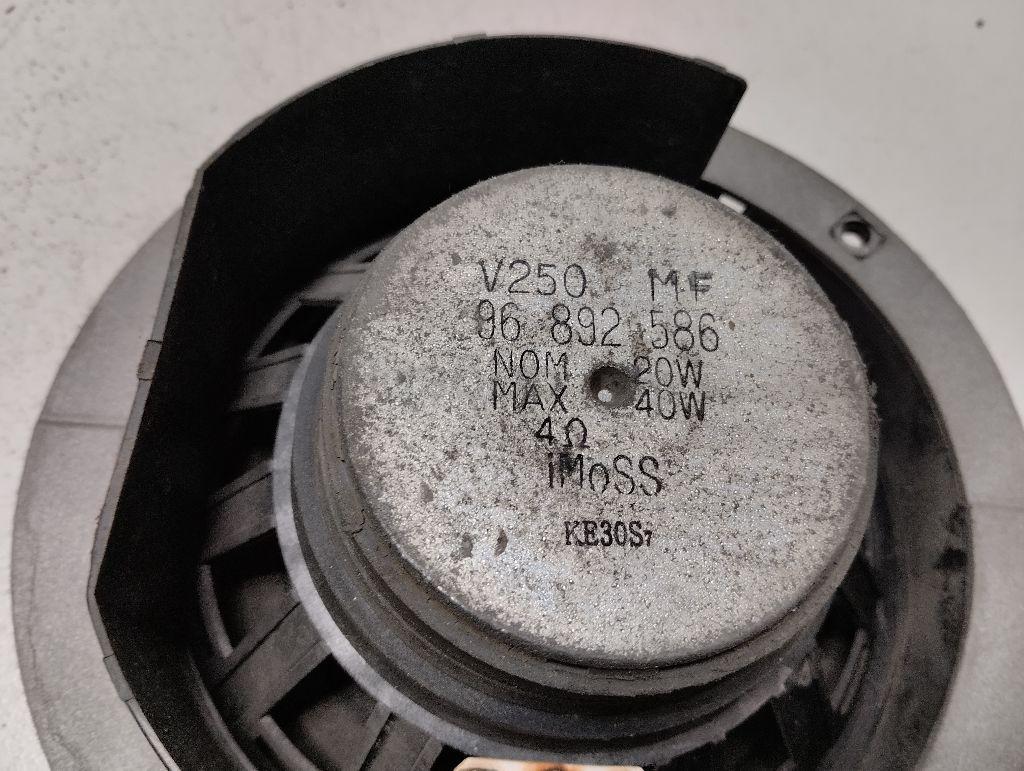 V250 MF
96 892 586
NOM 20W
MAX 40W
4Ω
iMoSS
KE30S7